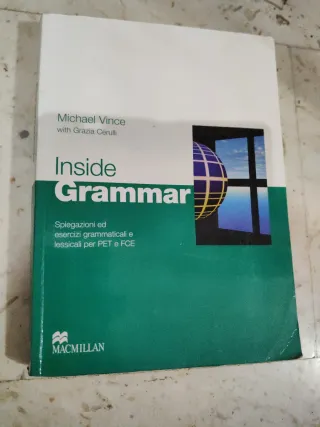 Michael Vince
with Grazia Cerulli
Inside
Grammar
Spiegazioni ed
esercizi grammaticali e
lessicali per PET e FCE
MACMILLAN